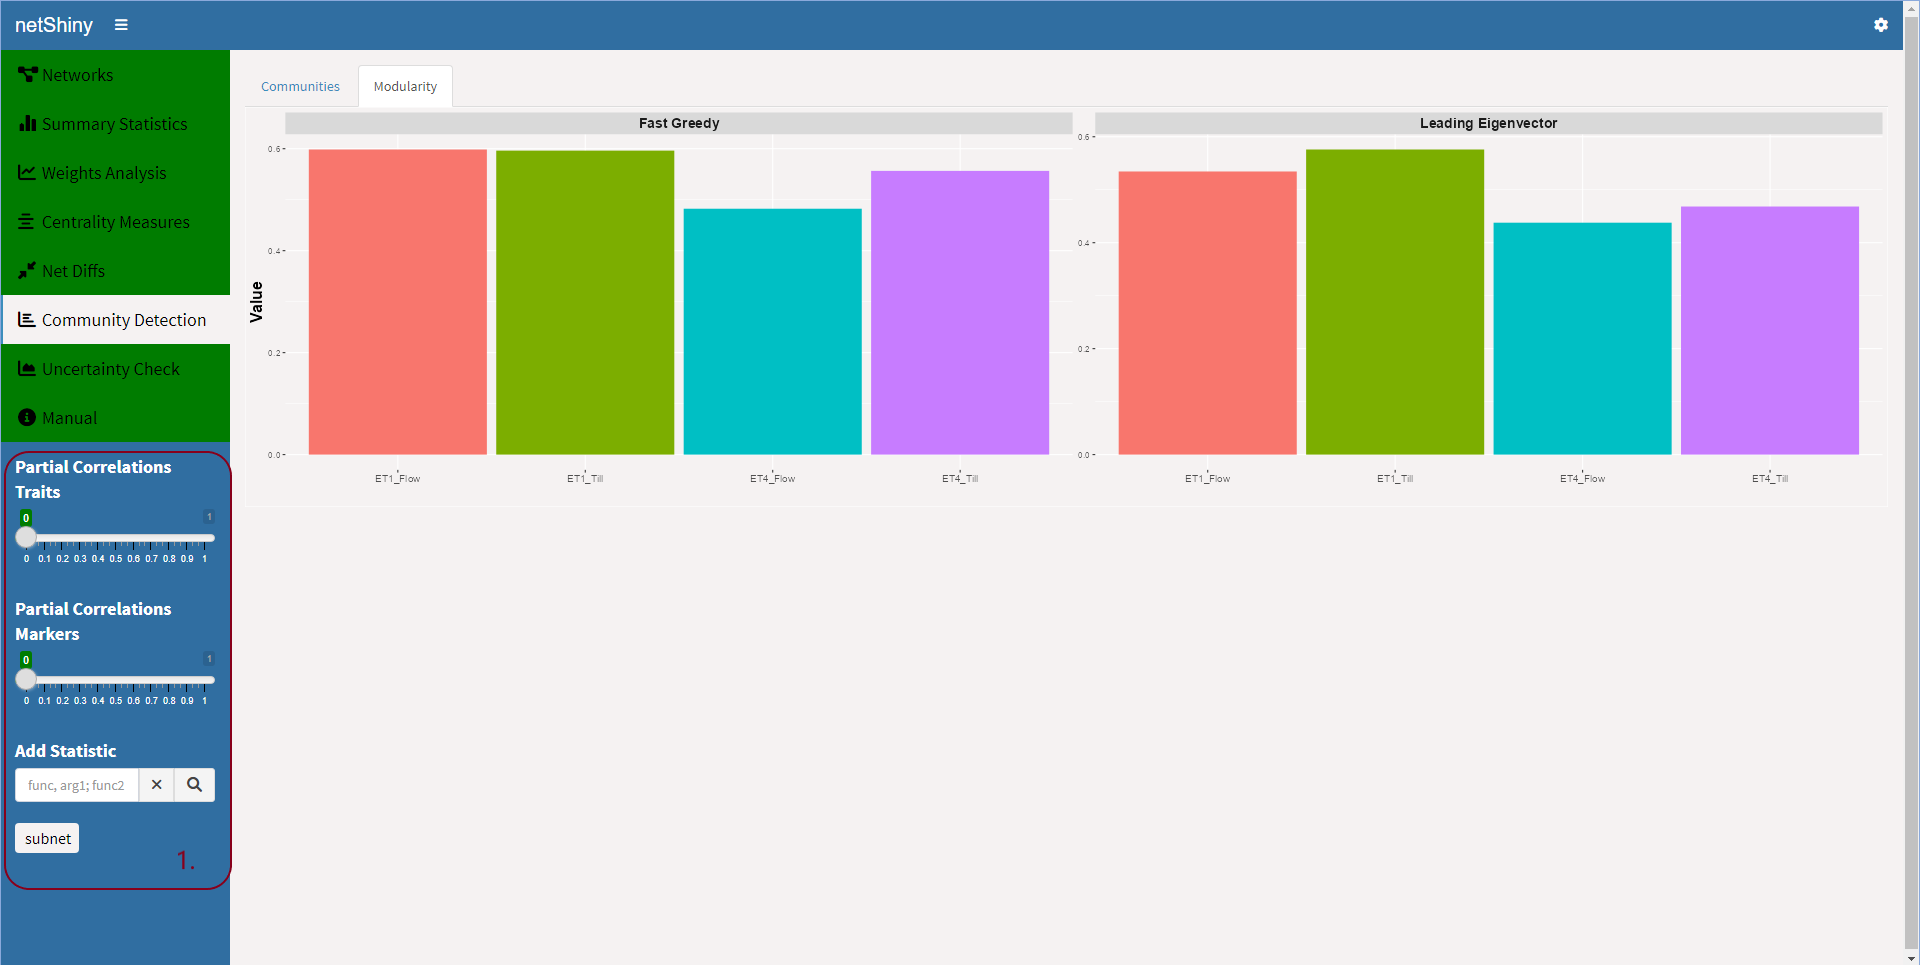 netShiny
Networks
Summary Statistics
Weights Analysis
Centrality Measures
Net Diffs
Community Detection
Uncertainty Check
Manual
Partial Correlations
Traits
0 1
0 0.1 0.2 0.3 0.4 0.5 0.6 0.7 0.8 0.9 1
Partial Correlations
Markers
0 1
0 0.1 0.2 0.3 0.4 0.5 0.6 0.7 0.8 0.9 1
Add Statistic
func, arg1; func2
subnet
1.
Communities Modularity
Fast Greedy
Value
0.6
0.4
0.2
0.0
ET1_Flow ET1_Till ET4_Flow ET4_Till
Leading Eigenvector
0.6
0.4
0.2
0.0
ET1_Flow ET1_Till ET4_Flow ET4_Till